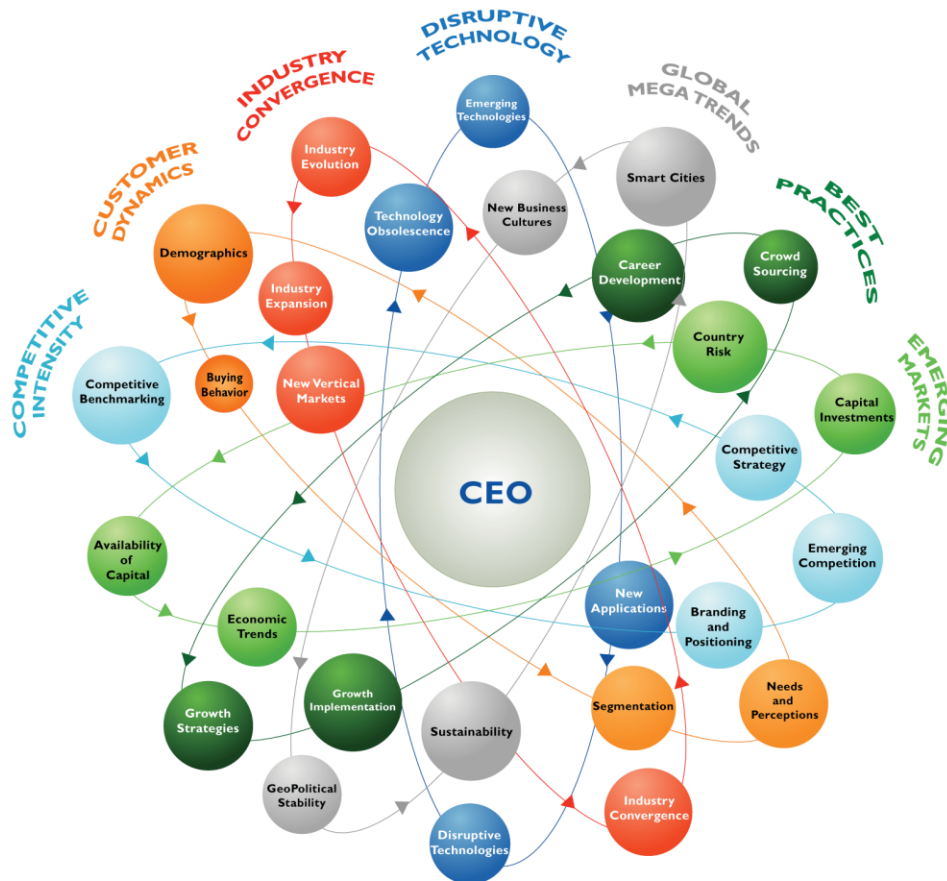 DISRUPTIVE
TECHNOLOGY
INDUSTRY
CONVERGENCE
GLOBAL
MEGA TRENDS
CUSTOMER
DYNAMICS
BEST
PRACTICES
COMPETITIVE
INTENSITY
EMERGING
MARKETS
Emerging
Technologies
Industry
Evolution
Smart Cities
New Business
Cultures
Technology
Obsolescence
Demographics
Career
Development
Crowd
Sourcing
Industry
Expansion
Country
Risk
Buying
Behavior
New Vertical
Markets
Competitive
Benchmarking
Capital
Investments
Competitive
Strategy
CEO
Availability
of
Capital
Emerging
Competition
New
Applications
Branding
and
Positioning
Economic
Trends
Growth
Strategies
Growth
Implementation
Sustainability
Segmentation
Needs
and
Perceptions
GeoPolitical
Stability
Industry
Convergence
Disruptive
Technologies